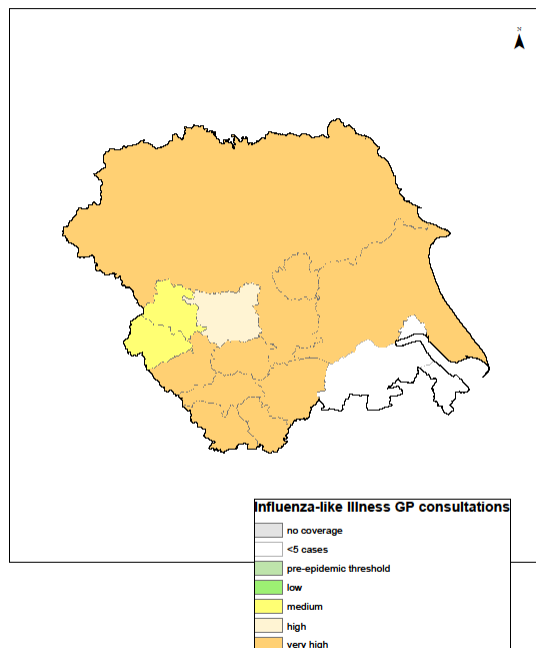 N
Influenza-like Illness GP consultations
no coverage
<5 cases
pre-epidemic threshold
low
medium
high
very high